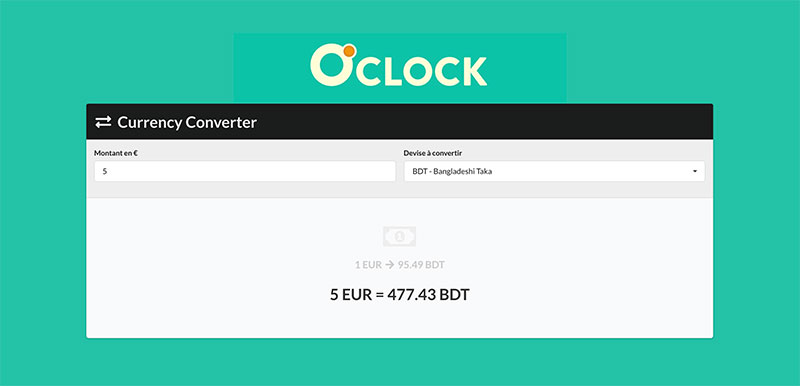 O'CLOCK
Currency Converter
Montant en €
Devise à convertir
5
BDT - Bangladeshi Taka
1 EUR → 95.49 BDT
5 EUR = 477.43 BDT